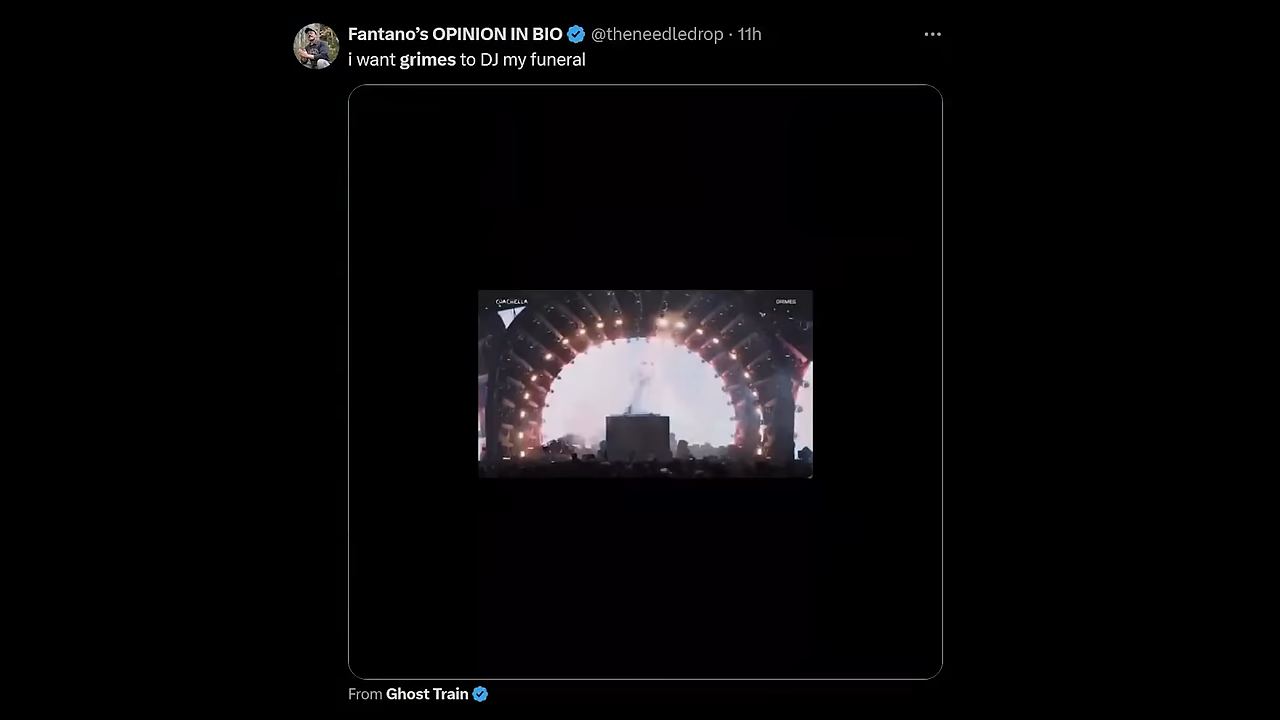 Fantano’s OPINION IN BIO @theneedledrop · 11h
i want grimes to DJ my funeral
COACHELLA
GRIMES
From Ghost Train